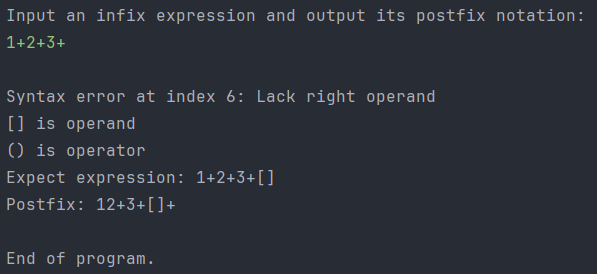 Input an infix expression and output its postfix notation:
1+2+3+
Syntax error at index 6: Lack right operand
[] is operand
() is operator
Expect expression: 1+2+3+[]
Postfix: 12+3+[]+
End of program.